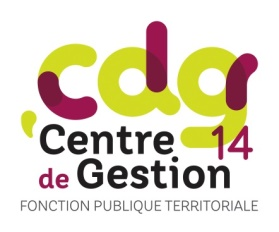 cdg
Centre 14
de Gestion
FONCTION PUBLIQUE TERRITORIALE